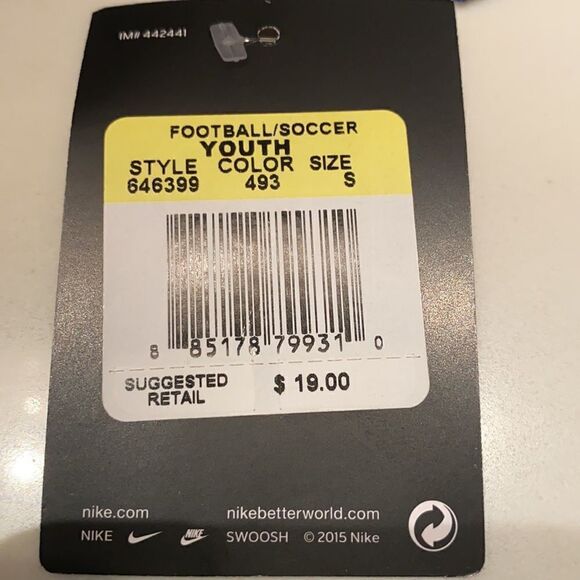 IM# 442441
FOOTBALL/SOCCER
YOUTH
STYLE COLOR SIZE
646399 493 S
8 85178 79931 0
SUGGESTED RETAIL $ 19.00
nike.com nikebetterworld.com
NIKE NIKE SWOOSH © 2015 Nike